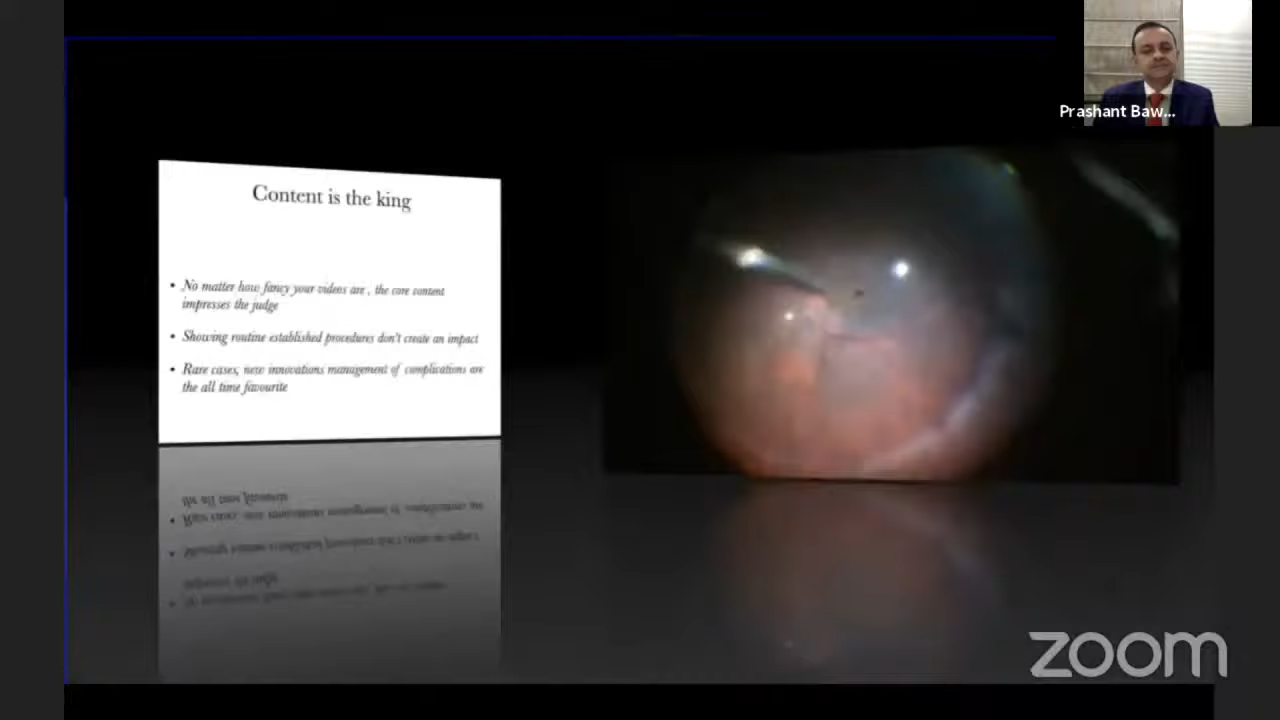 Prashant Baw...
Content is the king
• No matter how fancy your videos are , the core content
impresses the judge
• Showing routine established procedures don't create an impact
• Rare cases, new innovations management of complications are
the all time favourite
zoom